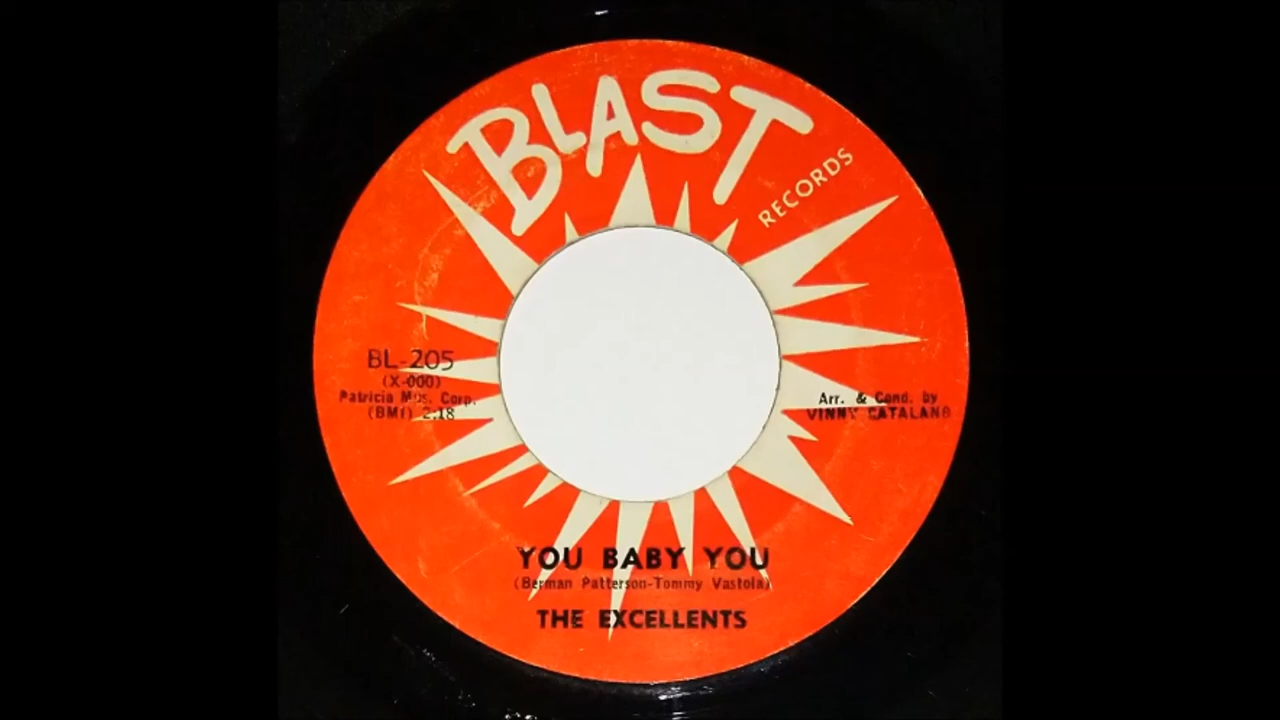 BLAST
RECORDS
BL-205
(X-000)
Patricia Mus. Corp.
(BMI) 2:18
Arr. & Cond. by
VINNY CATALANO
YOU BABY YOU
(Berman Patterson-Tommy Vastola)
THE EXCELLENTS